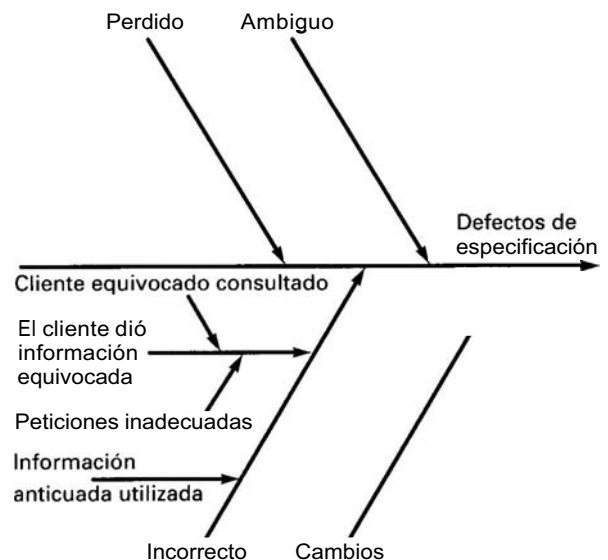 Perdido
Ambiguo
Defectos de
especificación
Cliente equivocado consultado
El cliente dió
información
equivocada
Peticiones inadecuadas
Información
anticuada utilizada
Incorrecto
Cambios